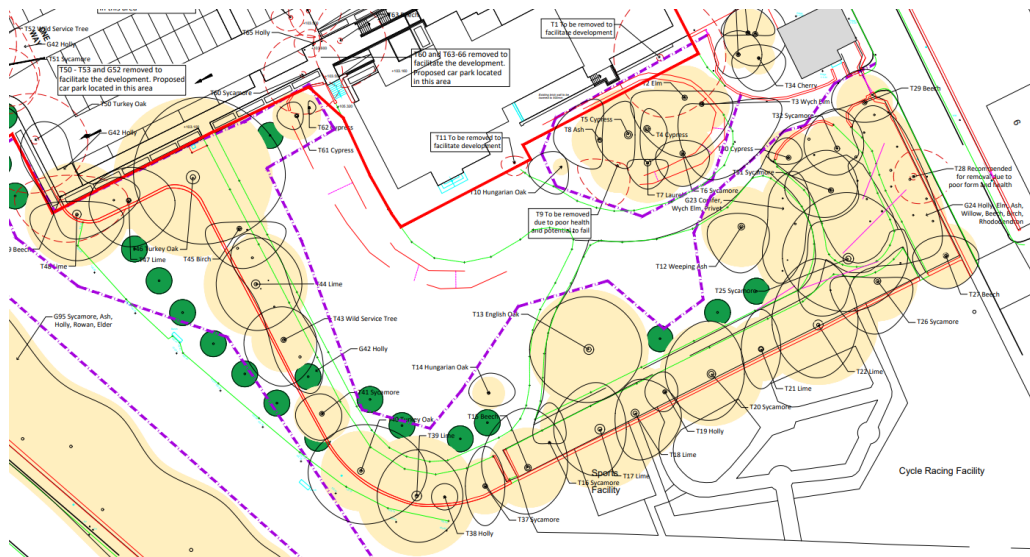 in this area
T52 Wild Service Tree
G42 Holly
T51 Sycamore
T50 - T53 and G52 removed to
facilitate the development. Proposed
car park located in this area
T50 Turkey Oak
G42 Holly
T60 Sycamore
T65 Holly
T60 and T63-66 removed to
facilitate the development.
Proposed car park located
in this area
T62 Cypress
T61 Cypress
T1 To be removed to
facilitate development
T2 Elm
T34 Cherry
T3 Wych Elm
T32 Sycamore
T29 Beech
T5 Cypress
T4 Cypress
T8 Ash
T11 To be removed to
facilitate development
T10 Hungarian Oak
T7 Laurel
T6 Sycamore
G23 Conifer,
Wych Elm, Privet
T28 Recommended
for removal due to
poor form and health
G24 Holly, Elm, Ash,
Willow, Beech, Birch,
Rhododendron
T9 To be removed
due to poor health
and potential to fail
T12 Weeping Ash
T48 Lime
T46 Turkey Oak
T67 Lime
T45 Birch
T44 Lime
T43 Wild Service Tree
G42 Holly
G95 Sycamore, Ash,
Holly, Rowan, Elder
T13 English Oak
T25 Sycamore
T27 Beech
T26 Sycamore
T14 Hungarian Oak
T22 Lime
T21 Lime
T20 Sycamore
T41 Sycamore
T40 Turkey Oak
T39 Lime
T15 Beech
T19 Holly
T18 Lime
T17 Lime
T16 Sycamore
Sports
Facility
T37 Sycamore
T38 Holly
Cycle Racing Facility